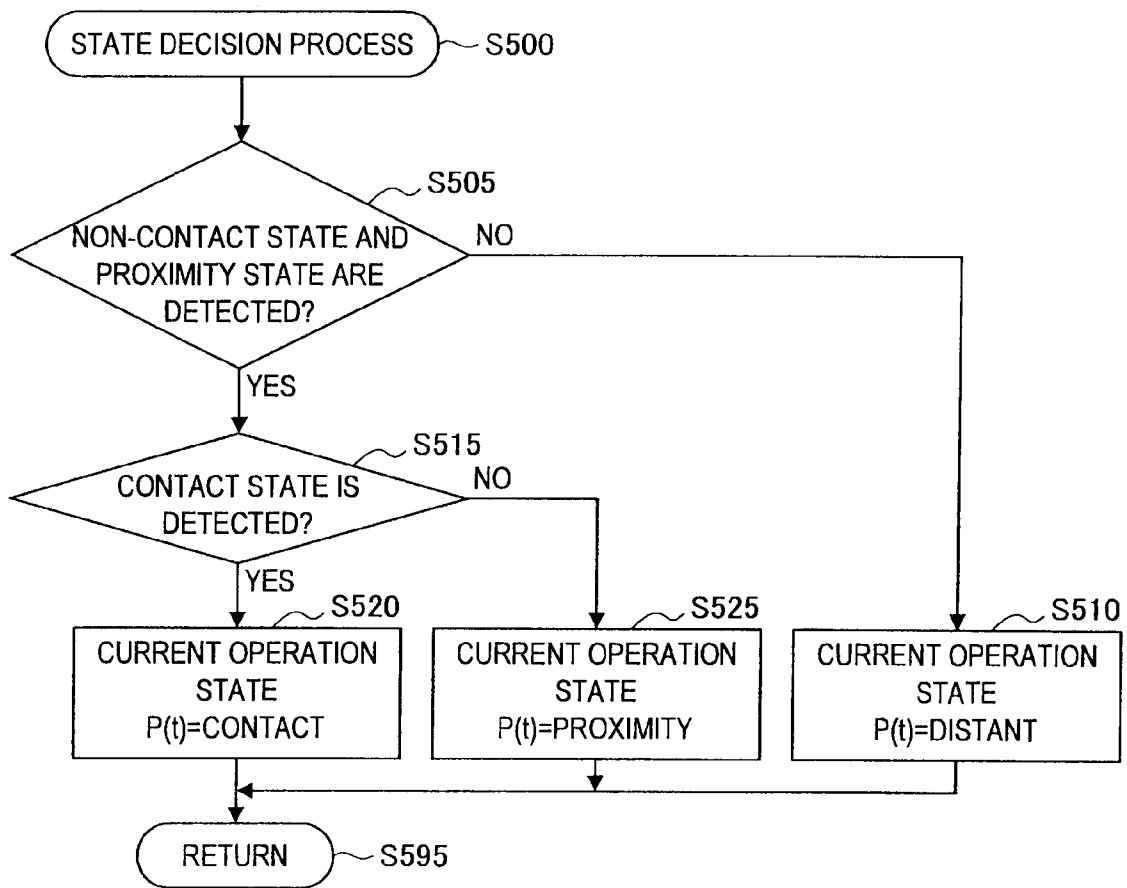 STATE DECISION PROCESS
S500
S505
NON-CONTACT STATE AND
PROXIMITY STATE ARE
DETECTED?
NO
YES
S515
CONTACT STATE IS
DETECTED?
NO
YES
S520
CURRENT OPERATION
STATE
P(t)=CONTACT
S525
CURRENT OPERATION
STATE
P(t)=PROXIMITY
S510
CURRENT OPERATION
STATE
P(t)=DISTANT
RETURN
S595